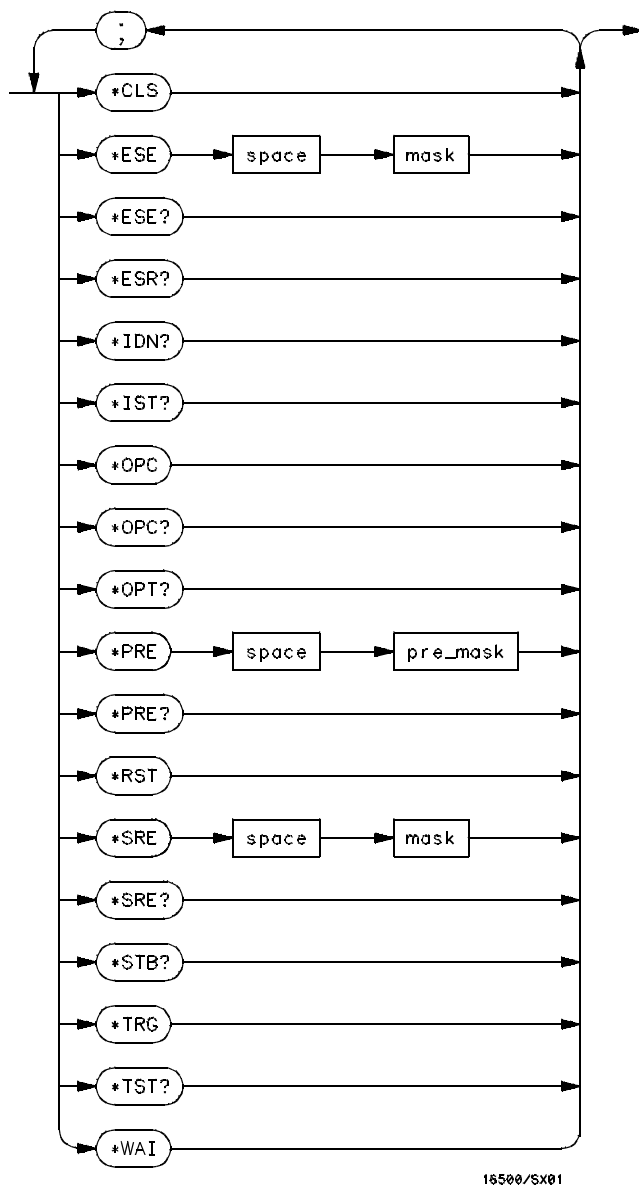 ;
*CLS
*ESE space mask
*ESE?
*ESR?
*IDN?
*IST?
*OPC
*OPC?
*OPT?
*PRE space pre_mask
*PRE?
*RST
*SRE space mask
*SRE?
*STB?
*TRG
*TST?
*WAI
16500/SX01